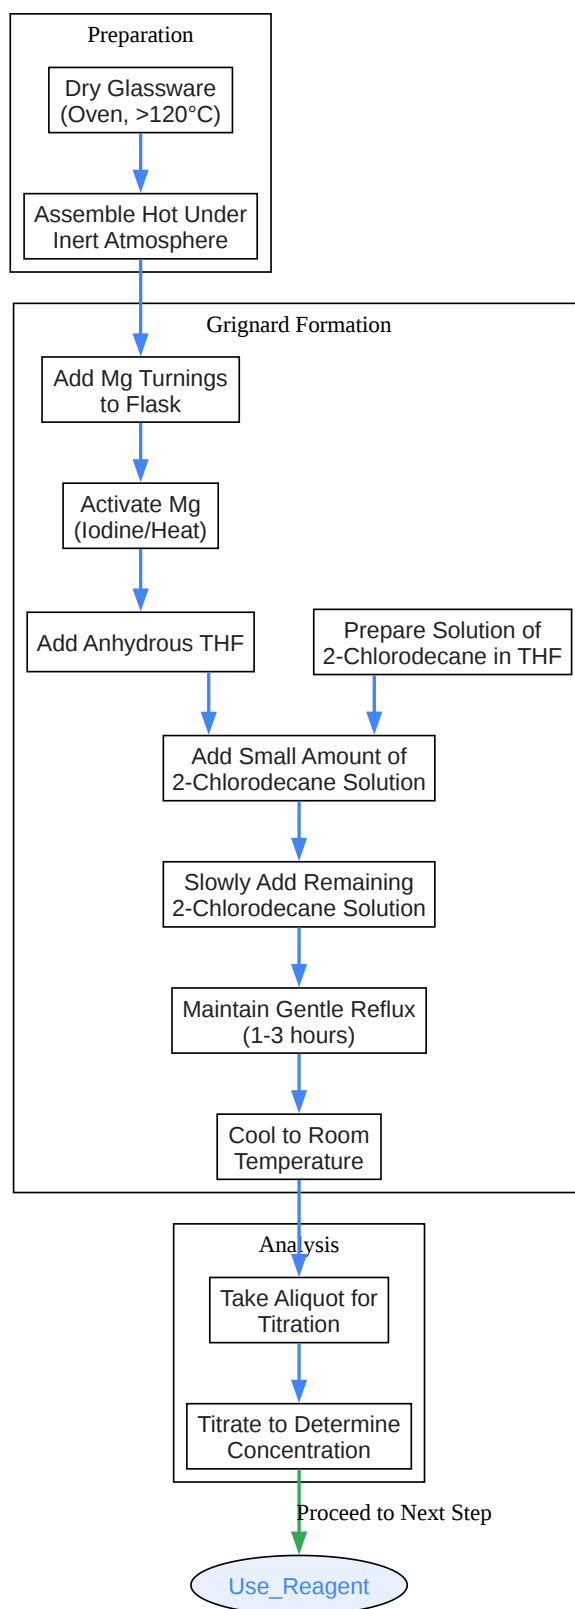 Preparation
Dry Glassware
(Oven, >120°C)
Assemble Hot Under
Inert Atmosphere
Grignard Formation
Add Mg Turnings
to Flask
Activate Mg
(Iodine/Heat)
Add Anhydrous THF
Prepare Solution of
2-Chlorodecane in THF
Add Small Amount of
2-Chlorodecane Solution
Slowly Add Remaining
2-Chlorodecane Solution
Maintain Gentle Reflux
(1-3 hours)
Cool to Room
Temperature
Analysis
Take Aliquot for
Titration
Titrate to Determine
Concentration
Proceed to Next Step
Use_Reagent